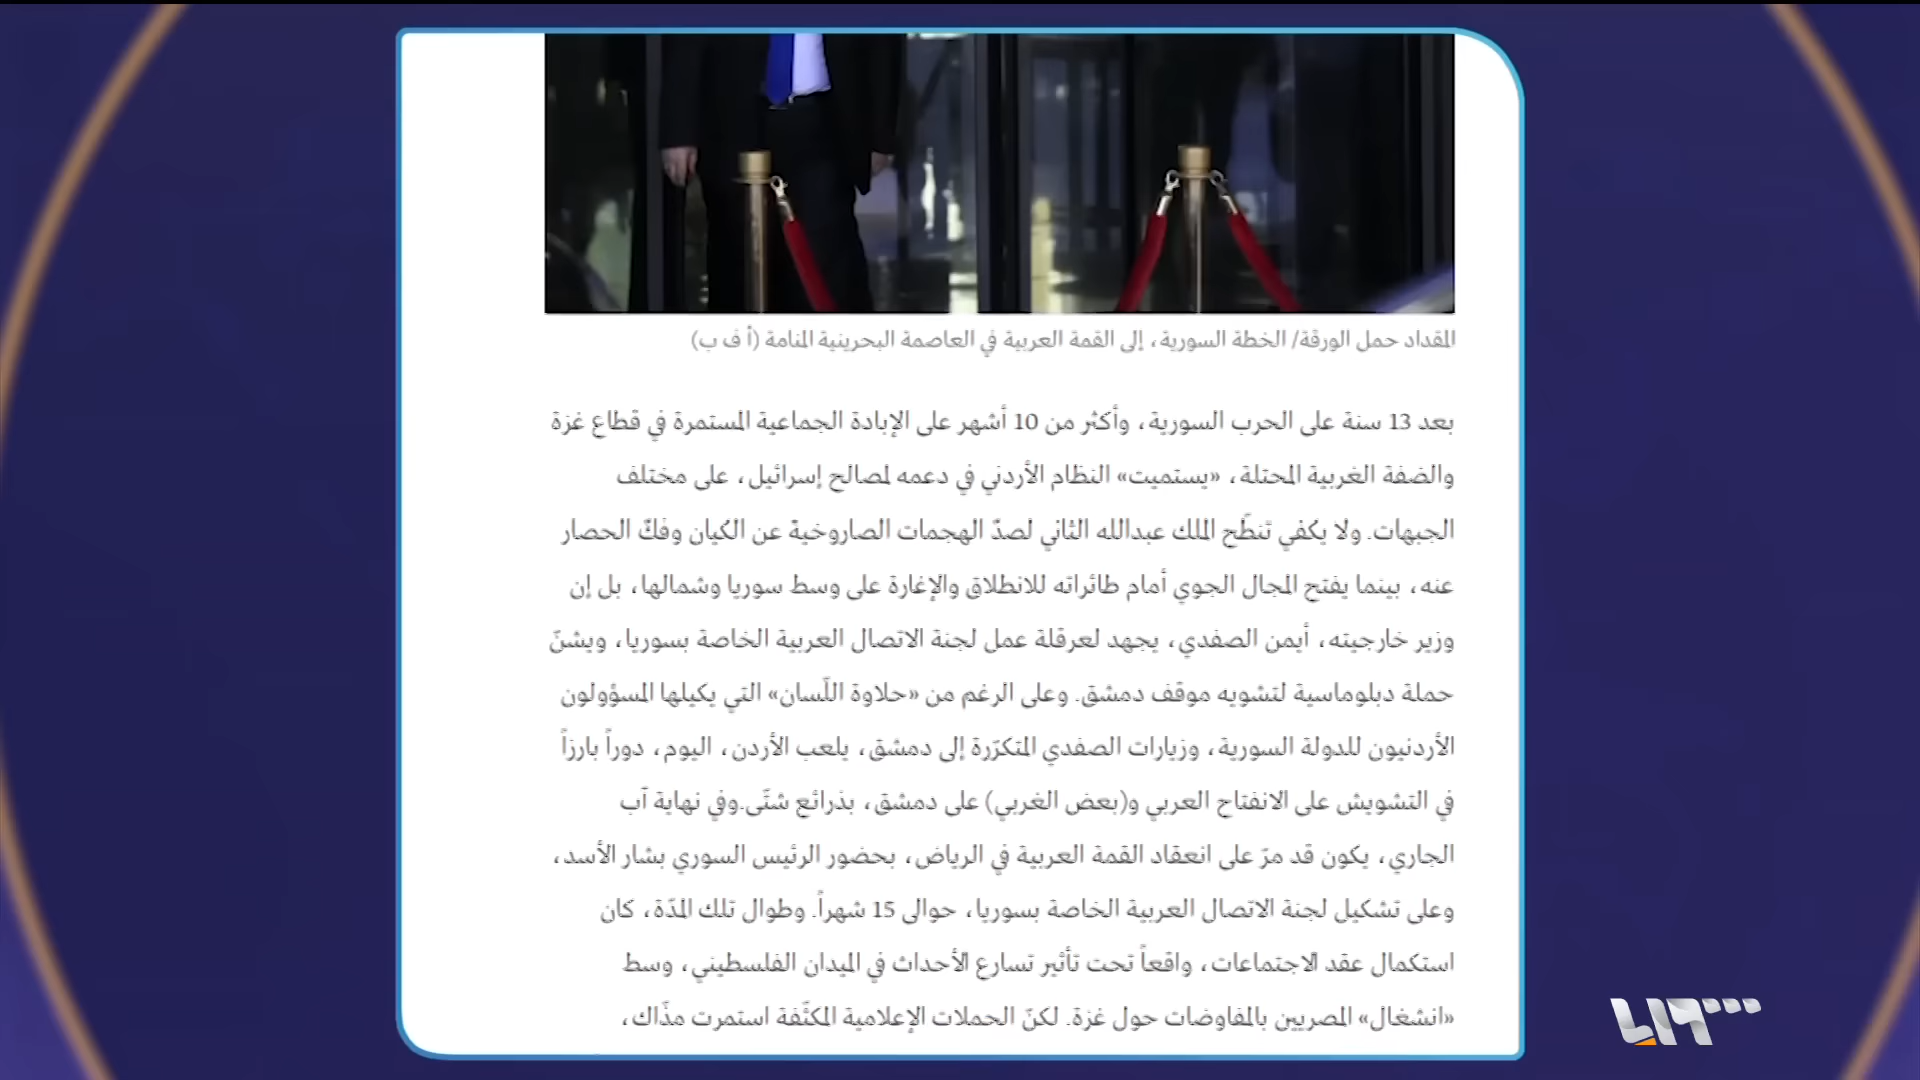 المقداد حمل الورقة/ الخطة السورية، إلى القمة العربية في العاصمة البحرينية المنامة (أ ف ب)
بعد 13 سنة على الحرب السورية، وأكثر من 10 أشهر على الإبادة الجماعية المستمرة في قطاع غزة
والضفة الغربية المحتلة، «يستميت» النظام الأردني في دعمه لمصالح إسرائيل، على مختلف
الجبهات. ولا يكفي تنطّح الملك عبدالله الثاني لصدّ الهجمات الصاروخية عن الكيان وفكّ الحصار
عنه، بينما يفتح المجال الجوي أمام طائراته للانطلاق والإغارة على وسط سوريا وشمالها، بل إن
وزير خارجيته، أيمن الصفدي، يجهد لعرقلة عمل لجنة الاتصال العربية الخاصة بسوريا، ويشنّ
حملة دبلوماسية لتشويه موقف دمشق. وعلى الرغم من «حلاوة اللّسان» التي يكيلها المسؤولون
الأردنيون للدولة السورية، وزيارات الصفدي المتكرّرة إلى دمشق، يلعب الأردن، اليوم، دوراً بارزاً
في التشويش على الانفتاح العربي و(بعض الغربي) على دمشق، بذرائع شتّى.وفي نهاية آب
الجاري، يكون قد مرّ على انعقاد القمة العربية في الرياض، بحضور الرئيس السوري بشار الأسد،
وعلى تشكيل لجنة الاتصال العربية الخاصة بسوريا، حوالى 15 شهراً. وطوال تلك المدّة، كان
استكمال عقد الاجتماعات، واقعاً تحت تأثير تسارع الأحداث في الميدان الفلسطيني، وسط
«انشغال» المصريين بالمفاوضات حول غزة. لكنّ الحملات الإعلامية المكثّفة استمرت مذّاك،